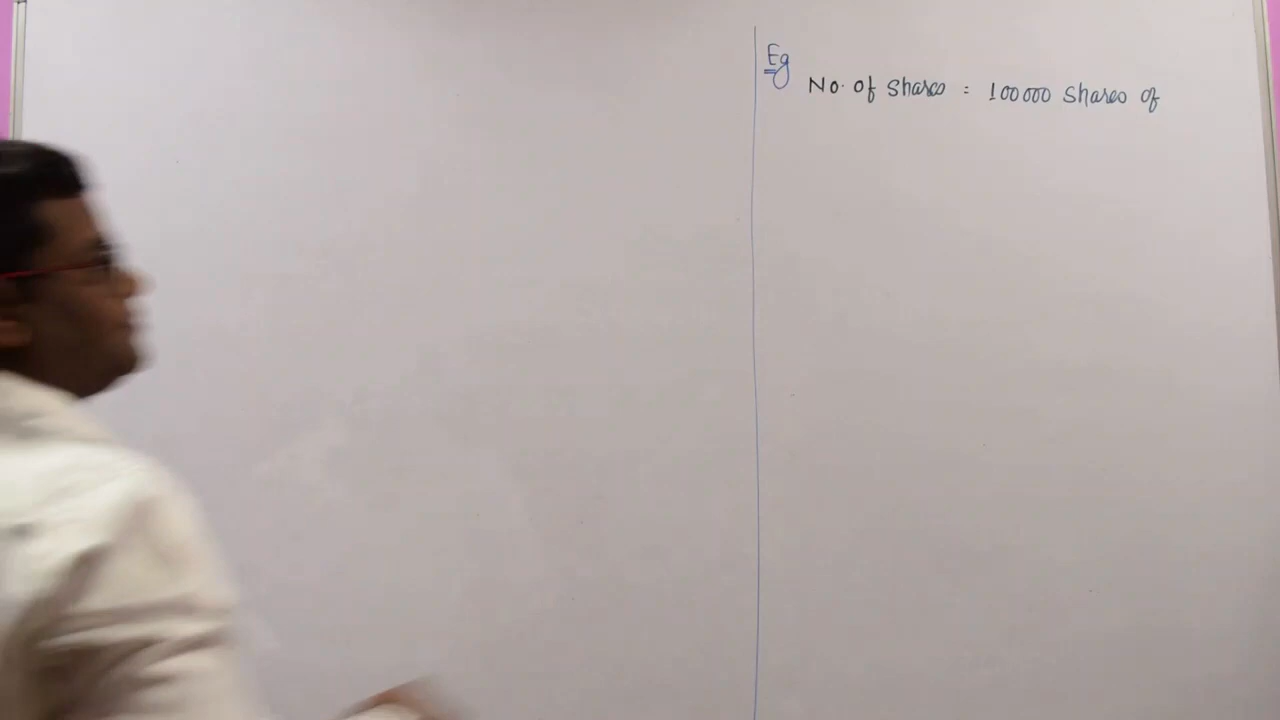 Eg
No. of shares = 100000 shares of